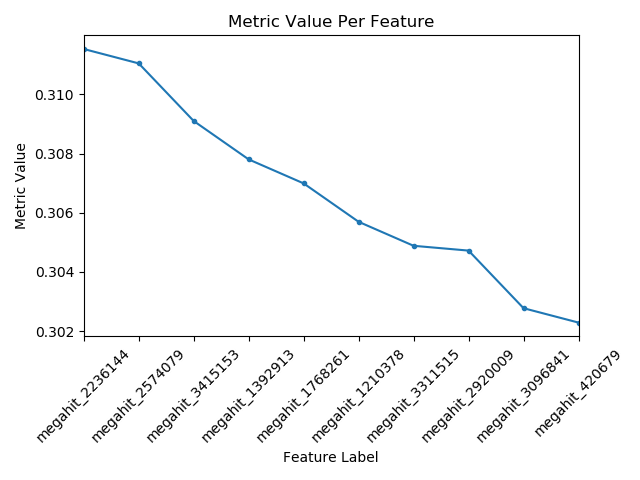 Metric Value Per Feature
0.310
0.308
0.306
0.304
0.302
Metric Value
megahit_2236144
megahit_2574079
megahit_3415153
megahit_1392913
megahit_1768261
megahit_1210378
megahit_3311515
megahit_2920009
megahit_3096841
megahit_420679
Feature Label